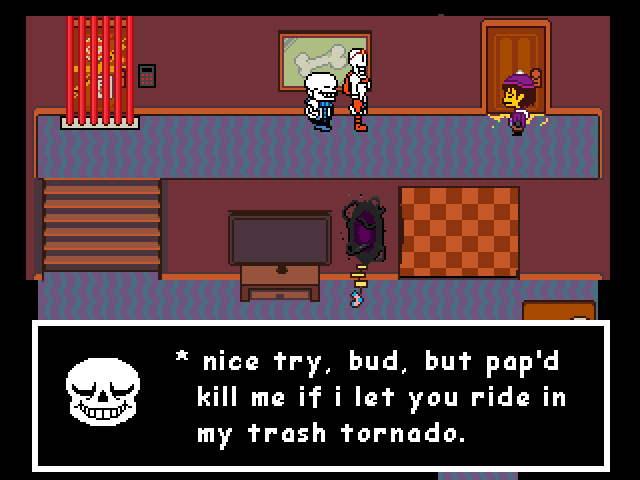 * nice try, bud, but pap'd
kill me if i let you ride in
my trash tornado.